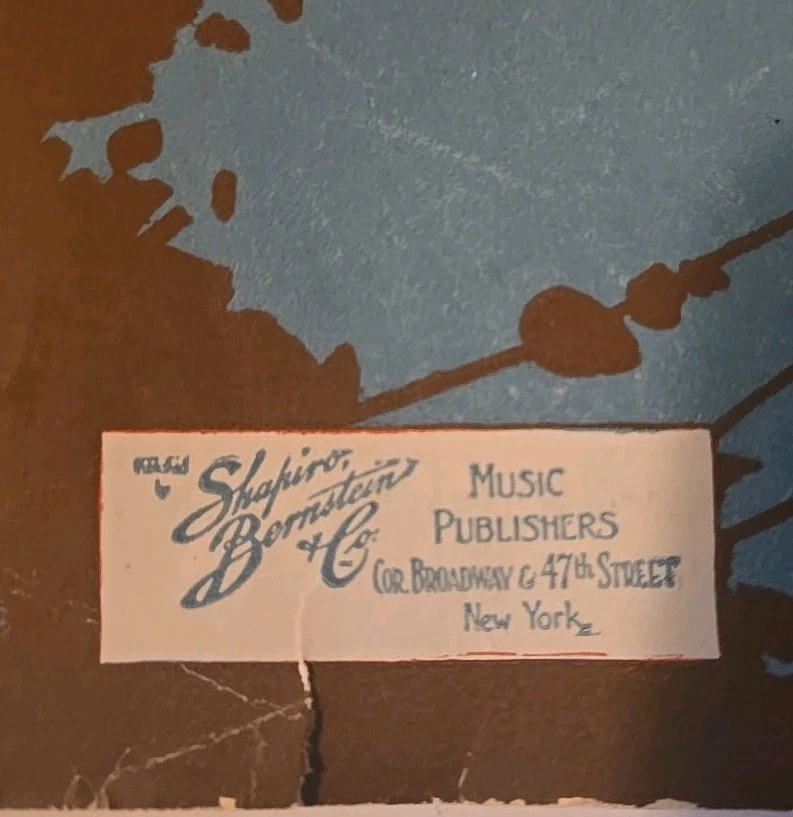 Shapiro,
Bernstein
& Co.
MUSIC
PUBLISHERS
COR. BROADWAY & 47th STREET
New York